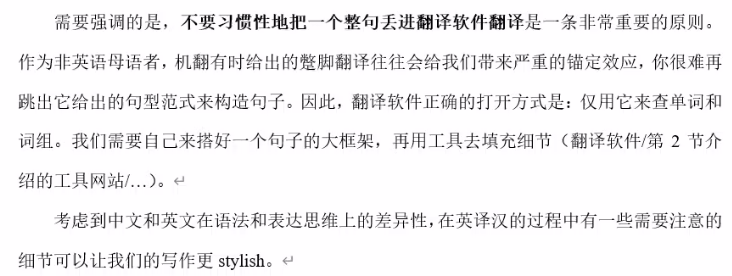 需要强调的是，不要习惯性地把一个整句丢进翻译软件翻译是一条非常重要的原则。
作为非英语母语者，机翻有时给出的蹩脚翻译往往会给我们带来严重的锚定效应，你很难再
跳出它给出的句型范式来构造句子。因此，翻译软件正确的打开方式是：仅用它来查单词和
词组。我们需要自己来搭好一个句子的大框架，再用工具去填充细节（翻译软件/第 2 节介
绍的工具网站/…）。↵
考虑到中文和英文在语法和表达思维上的差异性，在英译汉的过程中有一些需要注意的
细节可以让我们的写作更 stylish。↵